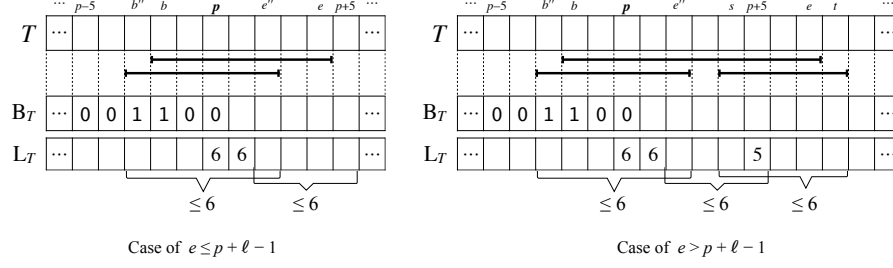 ··· p−5 b″ b p e″ e p+5 ···
T ··· ···
B_T ··· 0 0 1 1 0 0 ···
L_T ··· 6 6 ···
≤ 6 ≤ 6
Case of e ≤ p + ℓ − 1
··· p−5 b″ b p e″ s p+5 e t ···
T ··· ···
B_T ··· 0 0 1 1 0 0 ···
L_T ··· 6 6 5 ···
≤ 6 ≤ 6 ≤ 6
Case of e > p + ℓ − 1